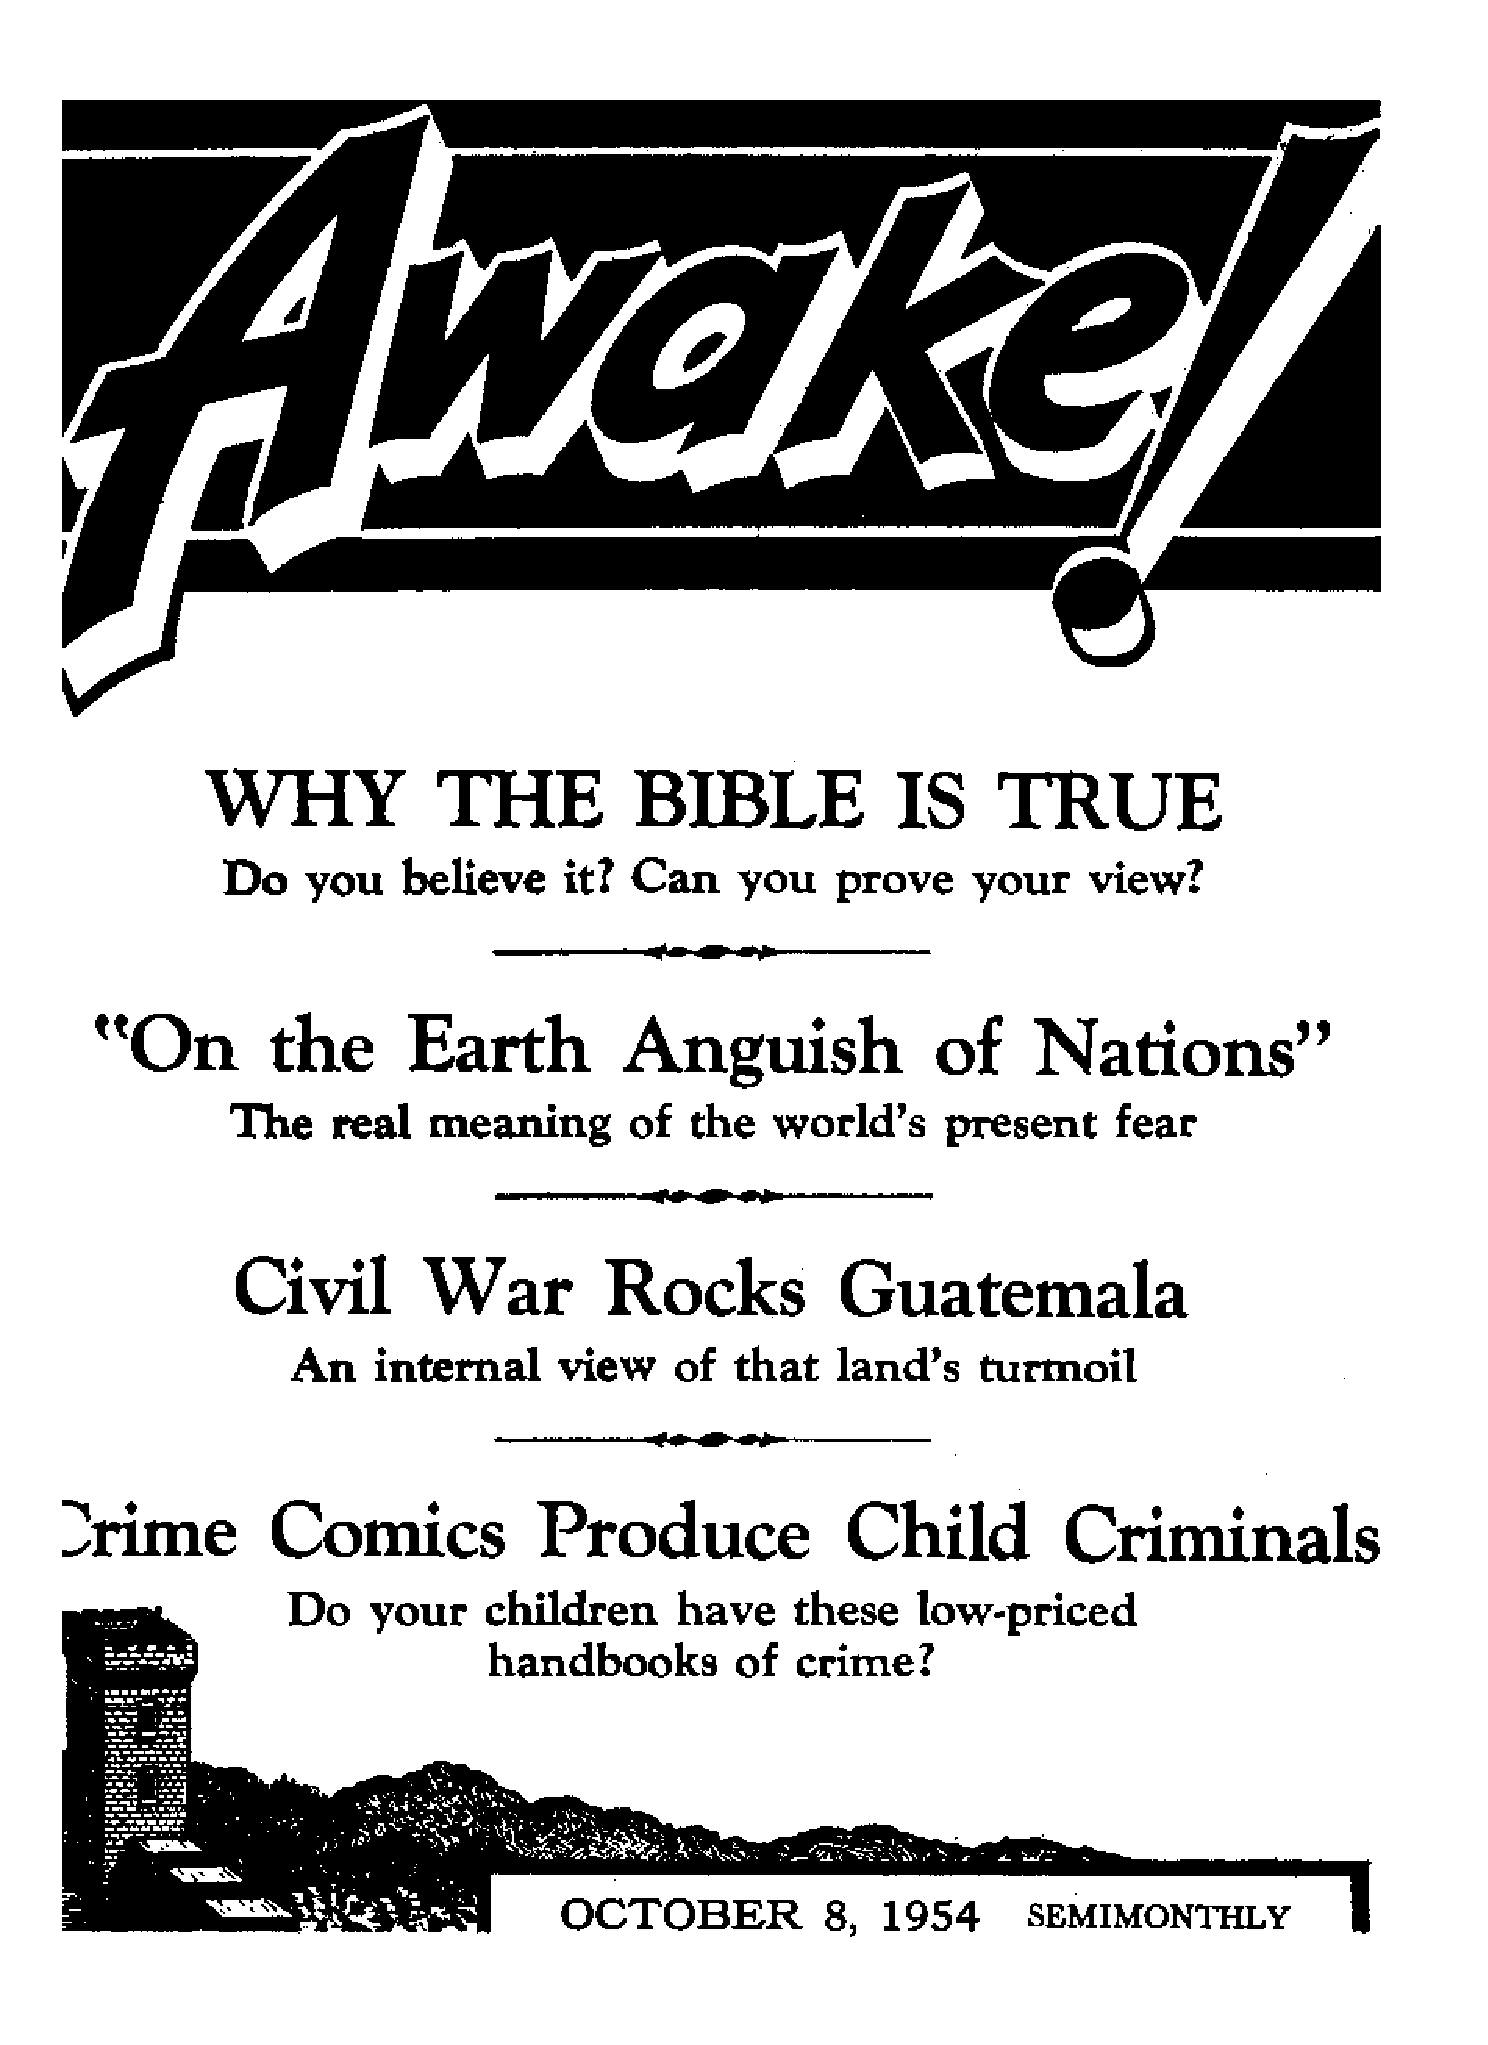 Awake!
WHY THE BIBLE IS TRUE
Do you believe it? Can you prove your view?
"On the Earth Anguish of Nations"
The real meaning of the world's present fear
Civil War Rocks Guatemala
An internal view of that land's turmoil
Crime Comics Produce Child Criminals
Do your children have these low-priced
handbooks of crime?
OCTOBER 8, 1954 SEMIMONTHLY